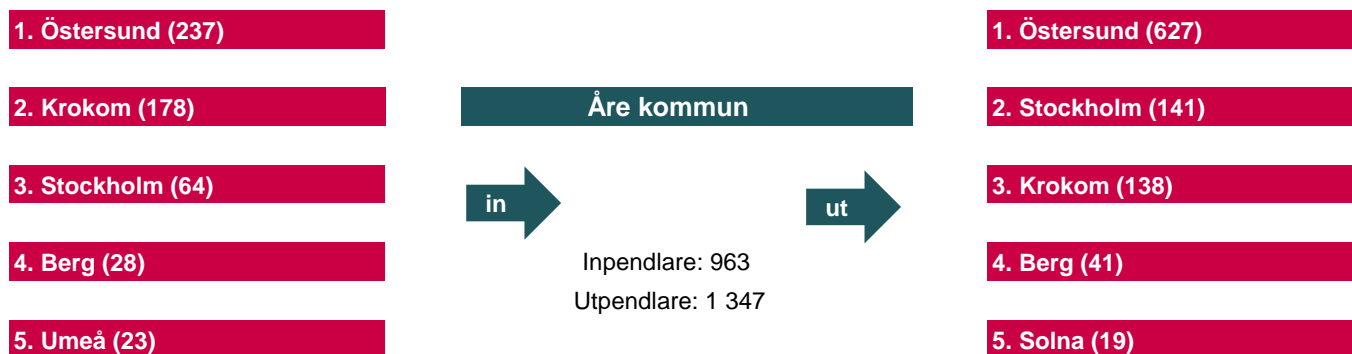 1. Östersund (237)
2. Krokom (178)
3. Stockholm (64)
4. Berg (28)
5. Umeå (23)
Åre kommun
in
ut
Inpendlare: 963
Utpendlare: 1 347
1. Östersund (627)
2. Stockholm (141)
3. Krokom (138)
4. Berg (41)
5. Solna (19)